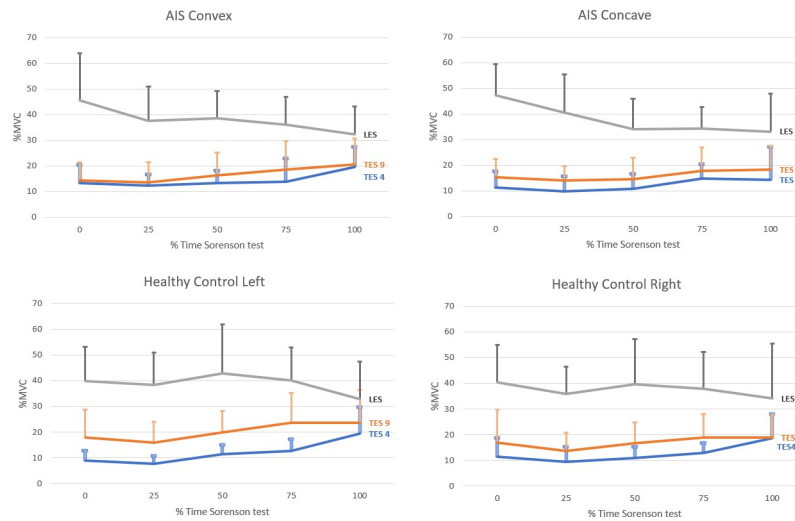 AIS Convex
70
60
50
40
30
20
10
0
%MVC
LES
TES 9
TES 4
0 25 50 75 100
% Time Sorenson test
AIS Concave
70
60
50
40
30
20
10
0
%MVC
LES
TES
TES
0 25 50 75 100
% Time Sorenson test
Healthy Control Left
70
60
50
40
30
20
10
0
%MVC
LES
TES 9
TES 4
0 25 50 75 100
% Time Sorenson test
Healthy Control Right
70
60
50
40
30
20
10
0
%MVC
LES
TES
TES4
0 25 50 75 100
% Time Sorenson test